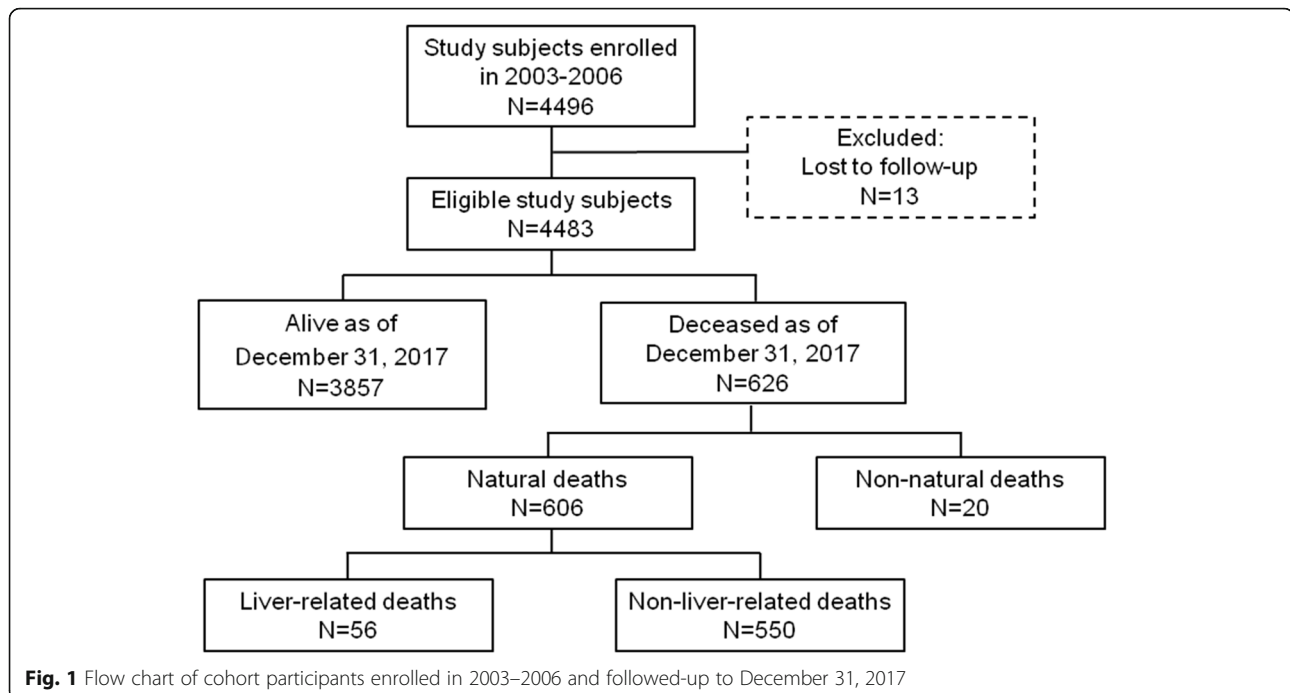 Study subjects enrolled
in 2003-2006
N=4496
Excluded:
Lost to follow-up
N=13
Eligible study subjects
N=4483
Alive as of
December 31, 2017
N=3857
Deceased as of
December 31, 2017
N=626
Natural deaths
N=606
Non-natural deaths
N=20
Liver-related deaths
N=56
Non-liver-related deaths
N=550
Fig. 1 Flow chart of cohort participants enrolled in 2003–2006 and followed-up to December 31, 2017